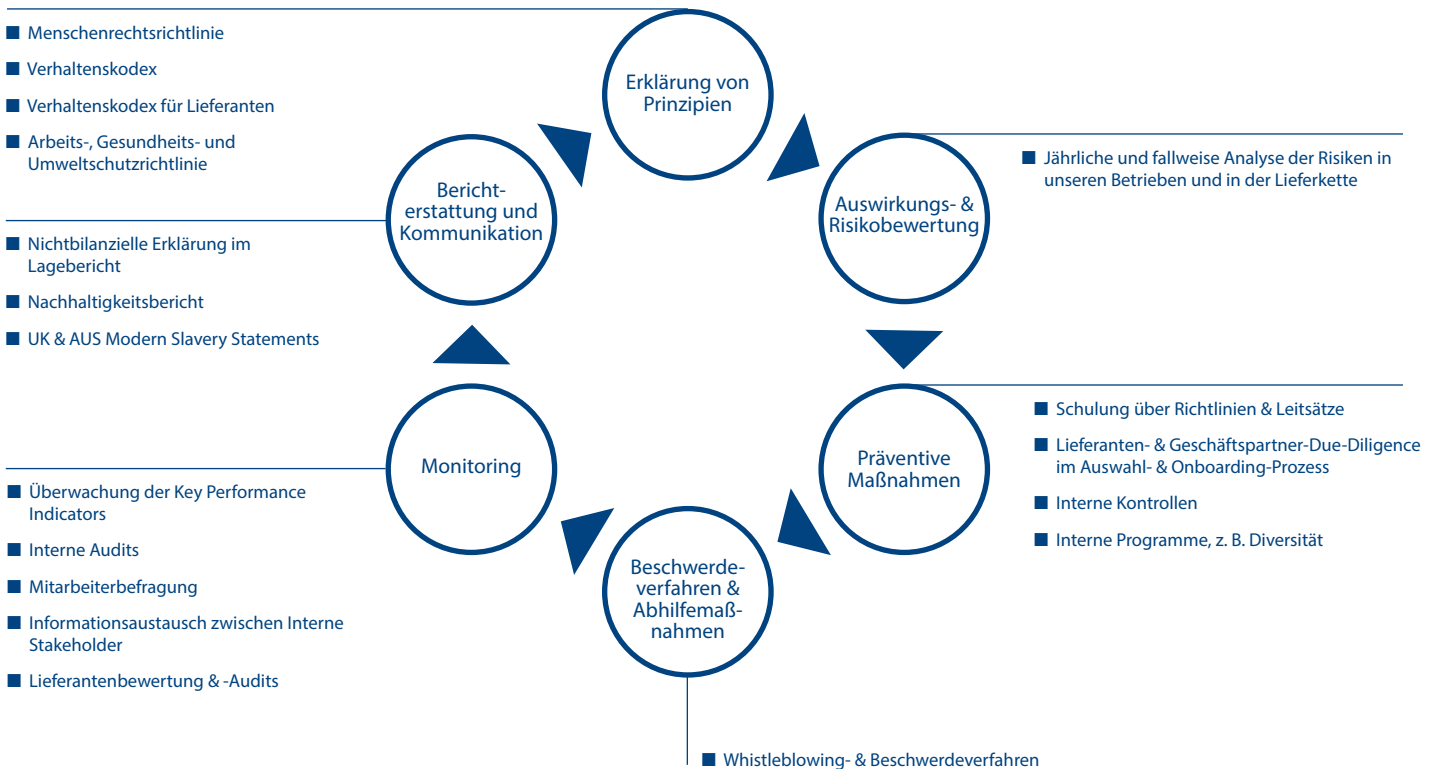 Menschenrechtsrichtlinie
Verhaltenskodex
Verhaltenskodex für Lieferanten
Arbeits-, Gesundheits- und
Umweltschutzrichtlinie
Erklärung von
Prinzipien
Jährliche und fallweise Analyse der Risiken in
unseren Betrieben und in der Lieferkette
Auswirkungs- &
Risikobewertung
Schulung über Richtlinien & Leitsätze
Lieferanten- & Geschäftspartner-Due-Diligence
im Auswahl- & Onboarding-Prozess
Interne Kontrollen
Interne Programme, z. B. Diversität
Präventive
Maßnahmen
Beschwerde-
verfahren &
Abhilfemaß-
nahmen
Whistleblowing- & Beschwerdeverfahren
Monitoring
Überwachung der Key Performance
Indicators
Interne Audits
Mitarbeiterbefragung
Informationsaustausch zwischen Interne
Stakeholder
Lieferantenbewertung & -Audits
Bericht-
erstattung und
Kommunikation
Nichtbilanzielle Erklärung im
Lagebericht
Nachhaltigkeitsbericht
UK & AUS Modern Slavery Statements